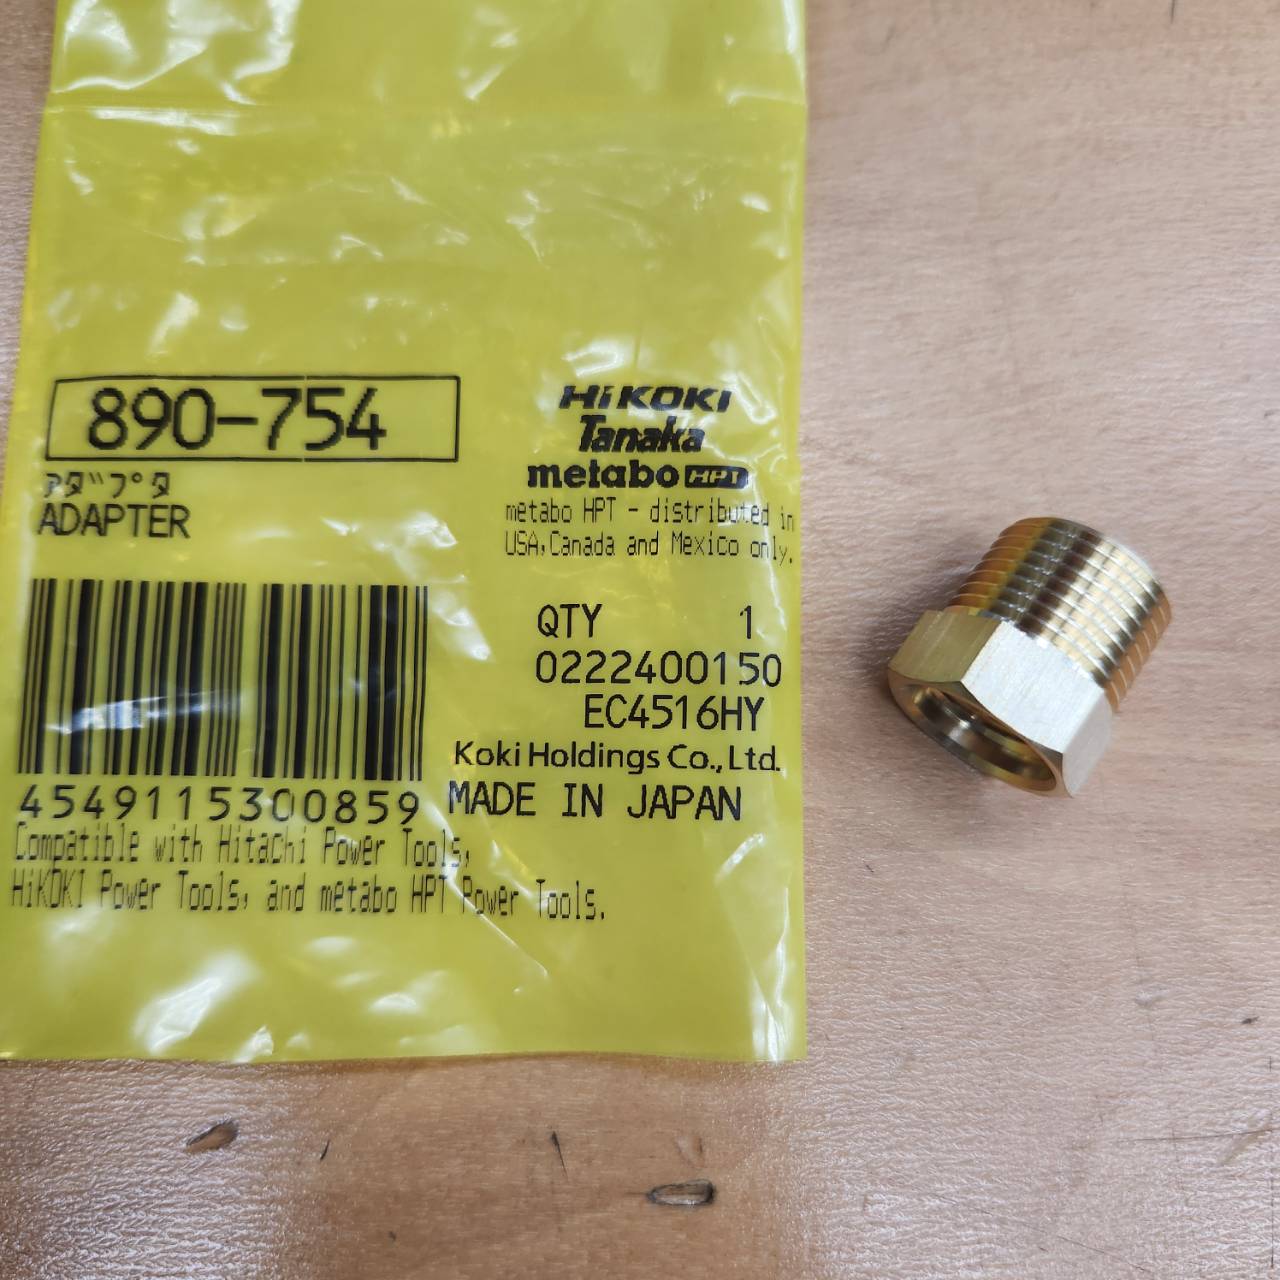 890-754
アダプタ
ADAPTER
HiKOKI
Tanaka
metabo HPT
metabo HPT - distributed in
USA,Canada and Mexico only.
QTY 1
0222400150
EC4516HY
Koki Holdings Co., Ltd.
4549115300859
MADE IN JAPAN
Compatible with Hitachi Power Tools,
HiKOKI Power Tools, and metabo HPT Power Tools.